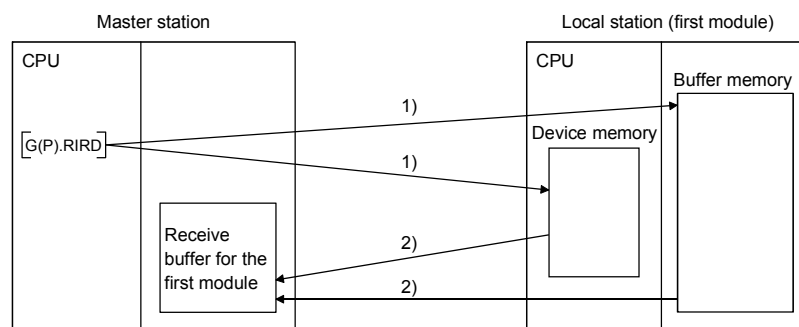 Master station
Local station (first module)
CPU
CPU
Buffer memory
1)
G(P).RIRD
Device memory
1)
Receive
buffer for the
first module
2)
2)